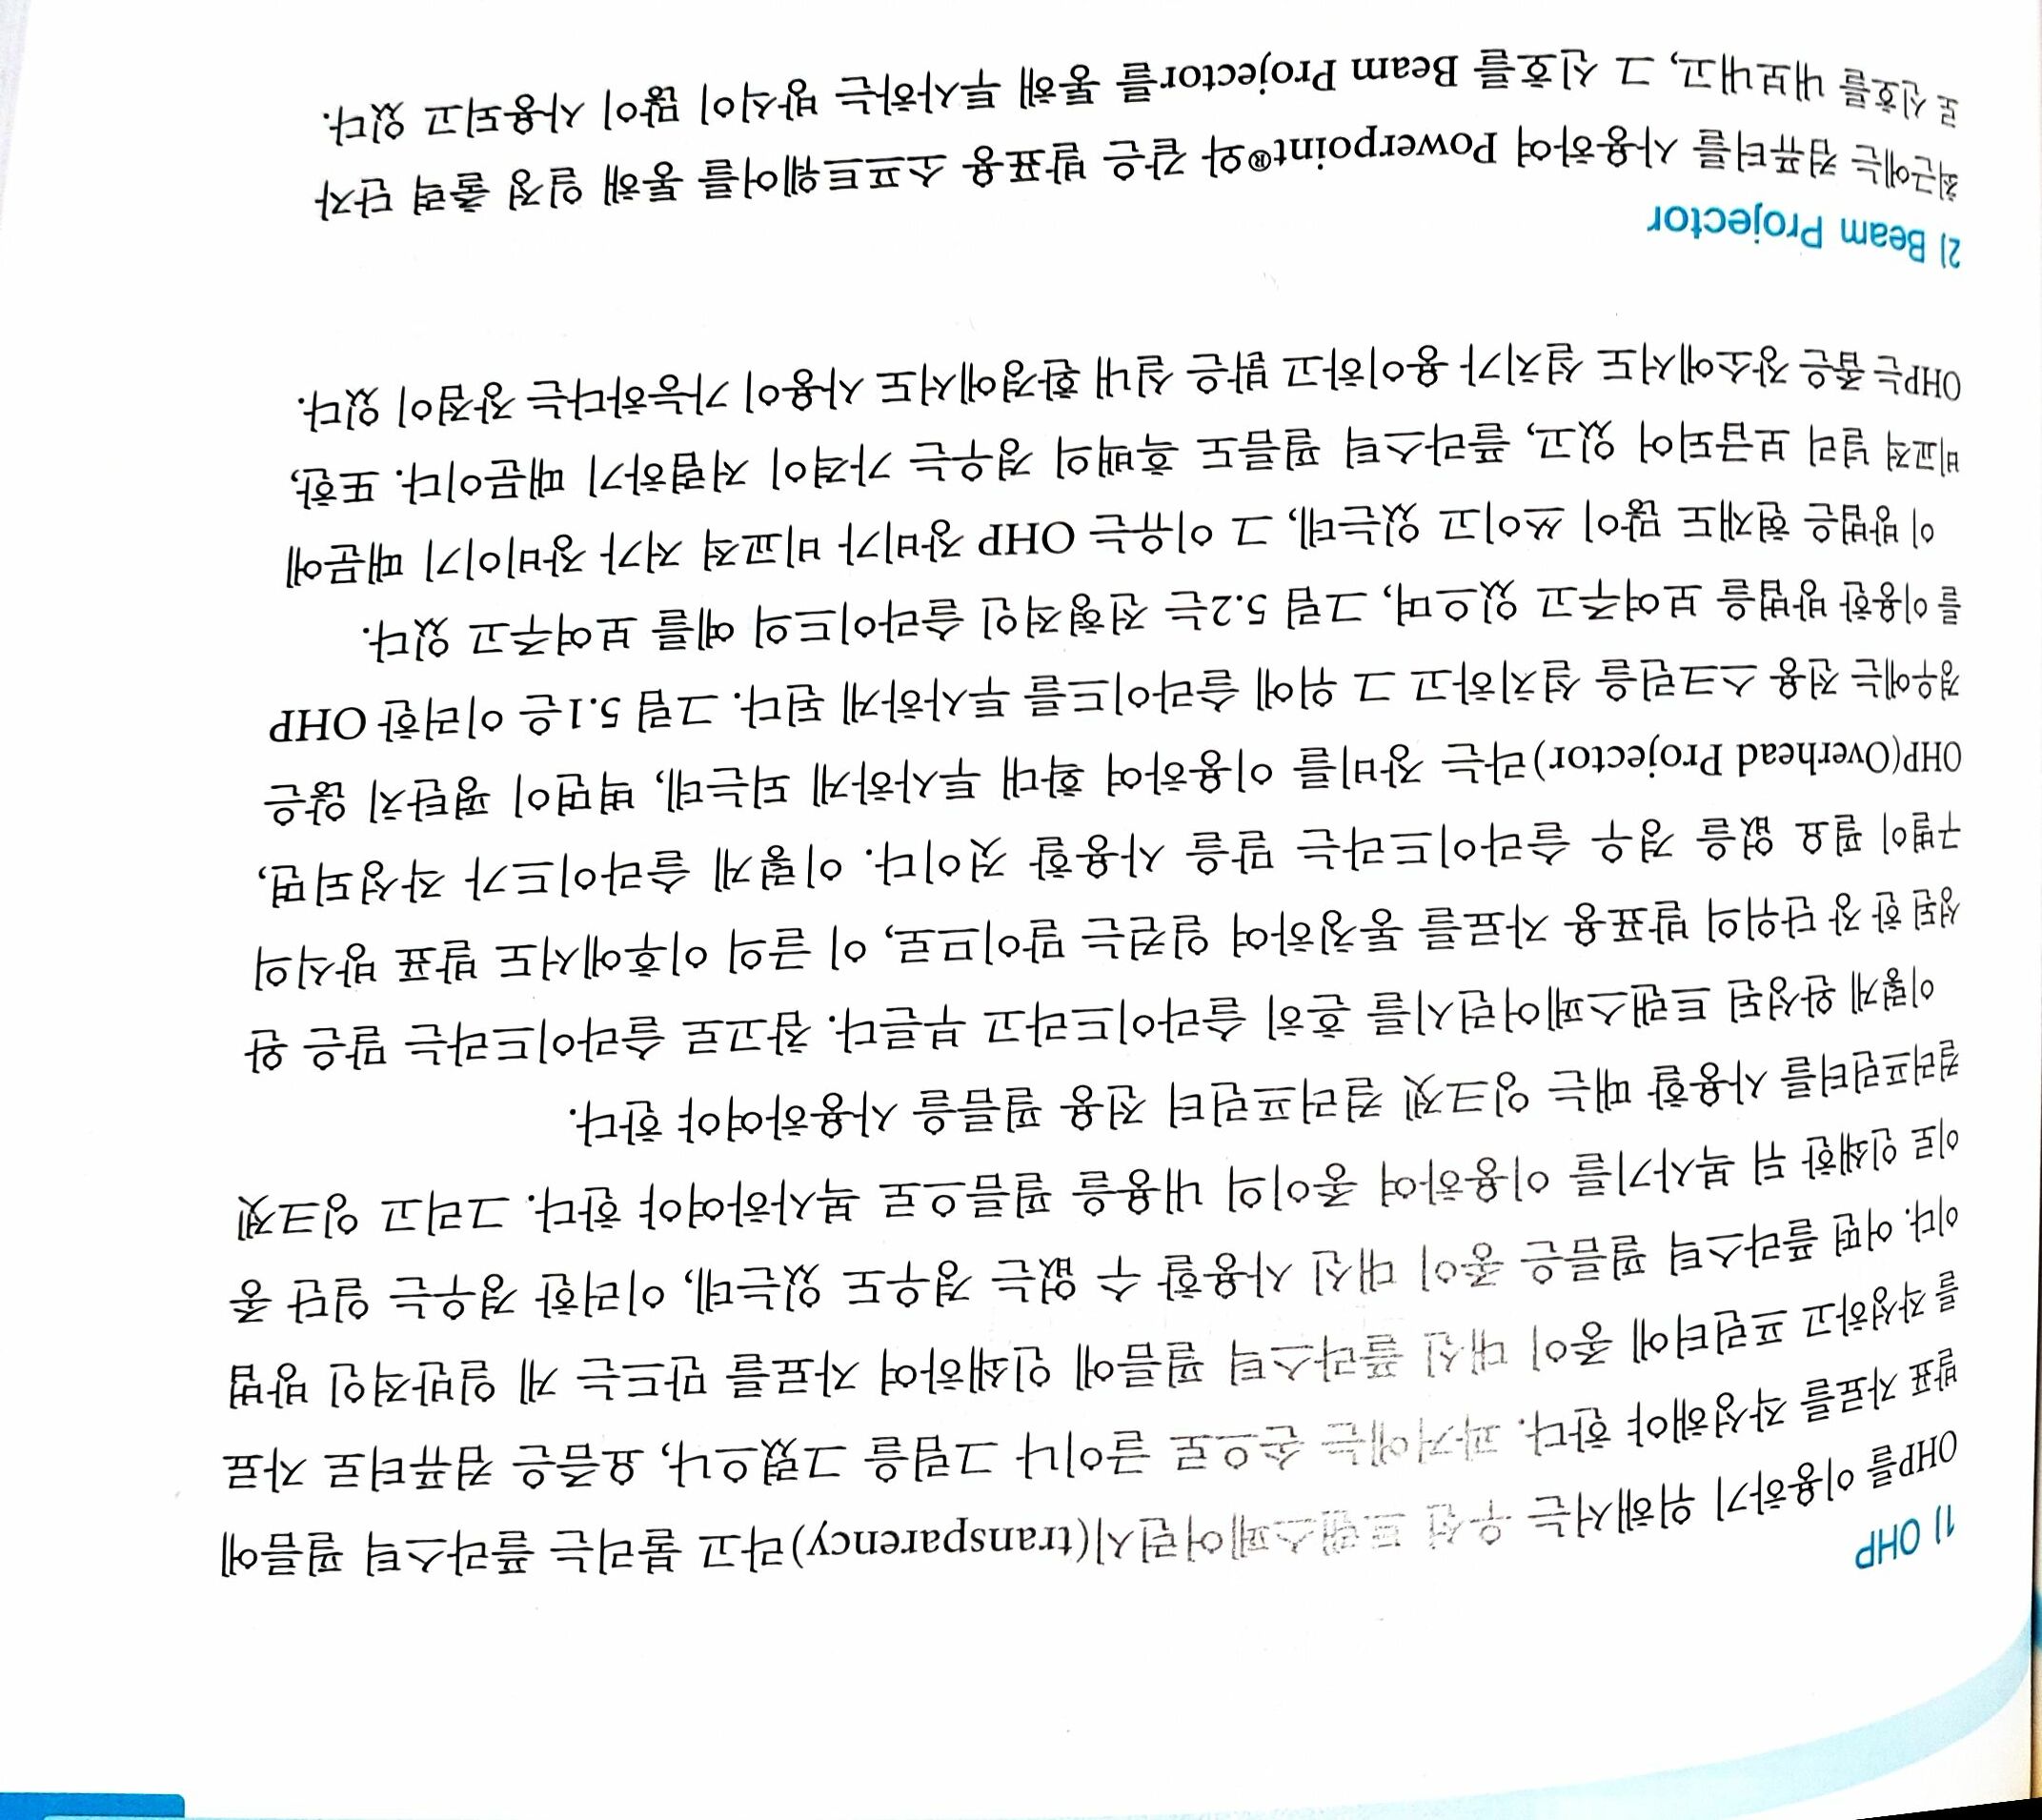 1) OHP
OHP를 이용하기 위해서는 우선 트랜스페어런시(transparency)라고 불리는 플라스틱 필름에
발표 자료를 작성해야 한다. 과거에는 손으로 글이나 그림을 그렸으나, 요즘은 컴퓨터로 자료
를 작성하고 프린터에 종이 대신 플라스틱 필름에 인쇄하여 자료를 만드는 게 일반적인 방법
이다. 어떤 플라스틱 필름은 종이 대신 사용할 수 없는 경우도 있는데, 이러한 경우는 일단 종
이로 인쇄한 뒤 복사기를 이용하여 종이의 내용을 필름으로 복사하여야 한다. 그리고 잉크젯
컬러프린터를 사용할 때는 잉크젯 컬러프린터 전용 필름을 사용하여야 한다.
이렇게 완성된 트랜스페어런시를 흔히 슬라이드라고 부른다. 참고로 슬라이드라는 말은 완
성된 한 장 단위의 발표용 자료를 통칭하여 일컫는 말이므로, 이 글의 이후에서도 발표 방식의
구별이 필요 없을 경우 슬라이드라는 말을 사용할 것이다. 이렇게 슬라이드가 작성되면,
OHP(Overhead Projector)라는 장비를 이용하여 확대 투사하게 되는데, 벽면이 평탄치 않은
경우에는 전용 스크린을 설치하고 그 위에 슬라이드를 투사하게 된다. 그림 5.1은 이러한 OHP
를 이용한 방법을 보여주고 있으며, 그림 5.2는 전형적인 슬라이드의 예를 보여주고 있다.
이 방법은 현재도 많이 쓰이고 있는데, 그 이유는 OHP 장비가 비교적 저가 장비이기 때문에
비교적 널리 보급되어 있고, 플라스틱 필름도 흑백의 경우는 가격이 저렴하기 때문이다. 또한,
OHP는 좁은 장소에서도 설치가 용이하고 밝은 실내 환경에서도 사용이 가능하다는 장점이 있다.
2) Beam Projector
최근에는 컴퓨터를 사용하여 Powerpoint®와 같은 발표용 소프트웨어를 통해 영상 출력 단자
로 신호를 내보내고, 그 신호를 Beam Projector를 통해 투사하는 방식이 많이 사용되고 있다.